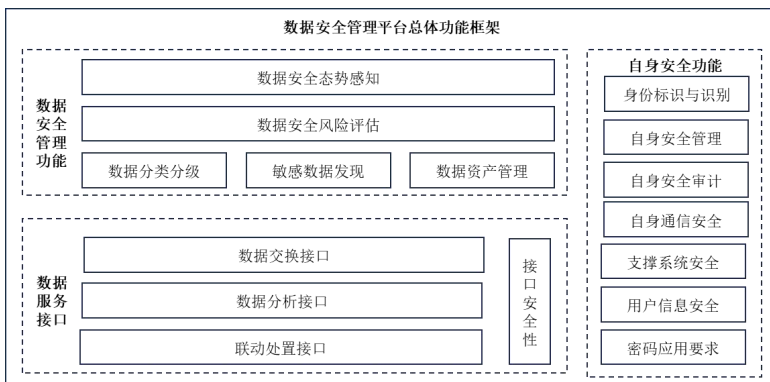 数据安全管理平台总体功能框架
数据
安全
管理
功能
数据安全态势感知
数据安全风险评估
数据分类分级
敏感数据发现
数据资产管理
数据
服务
接口
数据交换接口
数据分析接口
联动处置接口
接
口
安
全
性
自身安全功能
身份标识与识别
自身安全管理
自身安全审计
自身通信安全
支撑系统安全
用户信息安全
密码应用要求